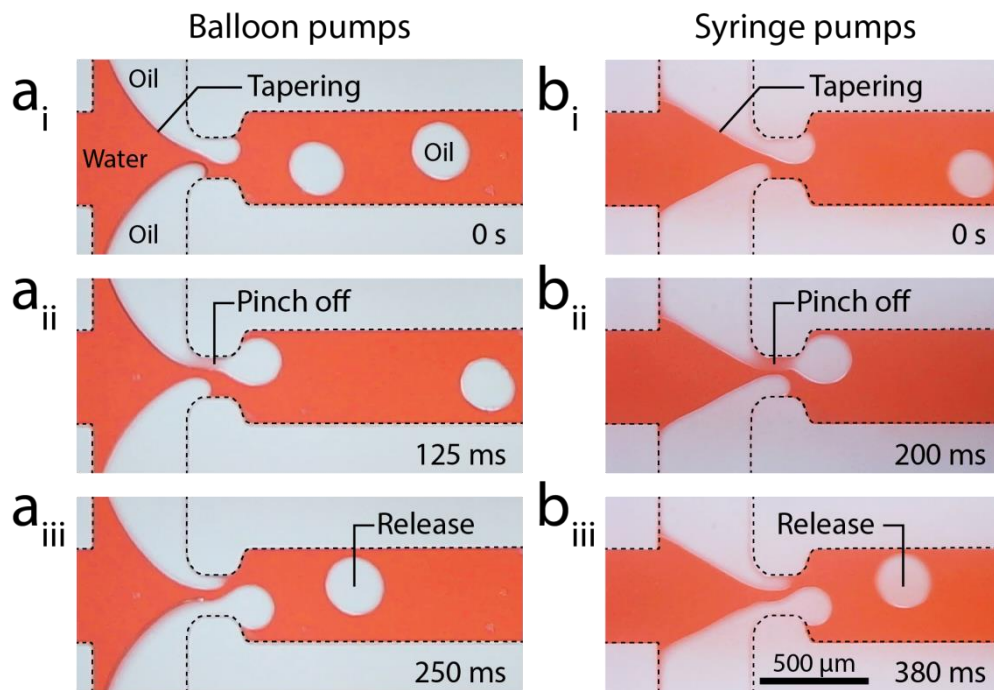 Balloon pumps
Syringe pumps
a i
Oil
Tapering
Water
Oil
Oil
0 s
b i
Tapering
0 s
a ii
Pinch off
125 ms
b ii
Pinch off
200 ms
a iii
Release
250 ms
b iii
Release
500 µm
380 ms